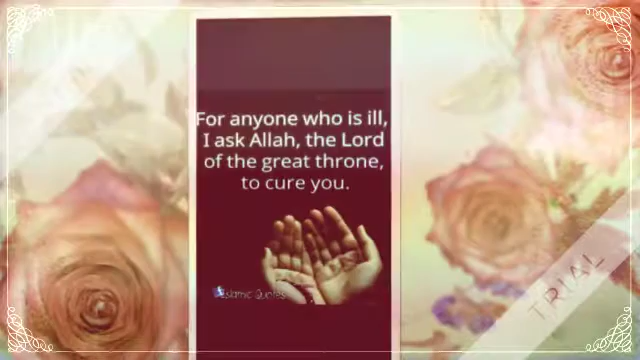 For anyone who is ill,
I ask Allah, the Lord
of the great throne,
to cure you.
Islamic Quotes
TRIAL